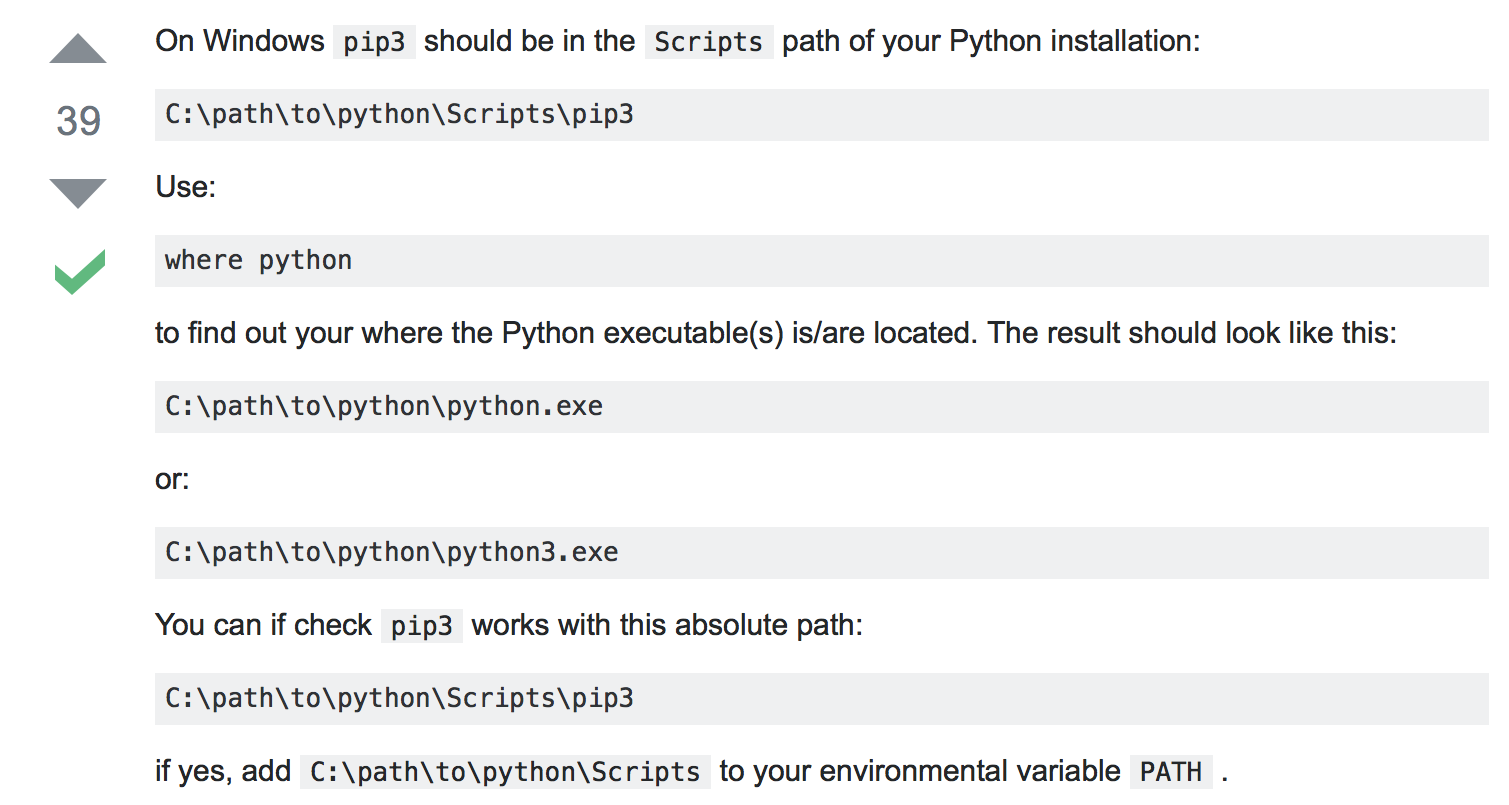 On Windows pip3 should be in the Scripts path of your Python installation:
39
C:\path\to\python\Scripts\pip3
Use:
where python
to find out your where the Python executable(s) is/are located. The result should look like this:
C:\path\to\python\python.exe
or:
C:\path\to\python\python3.exe
You can if check pip3 works with this absolute path:
C:\path\to\python\Scripts\pip3
if yes, add C:\path\to\python\Scripts to your environmental variable PATH .